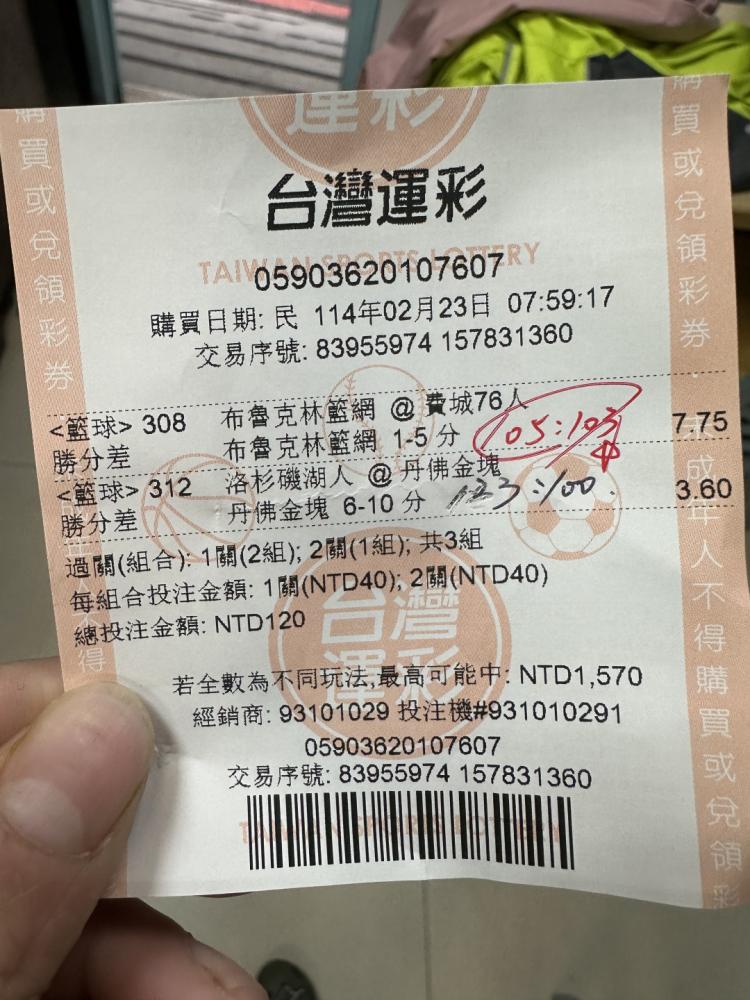 運彩
台灣運彩
TAIWAN SPORTS LOTTERY
05903620107607
購買日期: 民 114年02月23日 07:59:17
交易序號: 83955974 157831360
<籃球> 308 布魯克林籃網 @ 費城76人
勝分差 布魯克林籃網 1-5 分 105:103 7.75
<籃球> 312 洛杉磯湖人 @ 丹佛金塊
勝分差 丹佛金塊 6-10 分 123:100 3.60
過關(組合): 1關(2組); 2關(1組); 共3組
每組合投注金額: 1關(NTD40); 2關(NTD40)
總投注金額: NTD120
台灣運彩
若全數為不同玩法,最高可能中: NTD1,570
經銷商: 93101029 投注機#931010291
05903620107607
交易序號: 83955974 157831360
購買或兌領彩券
購買或兌領彩券.未成年人不得購買或兌領彩